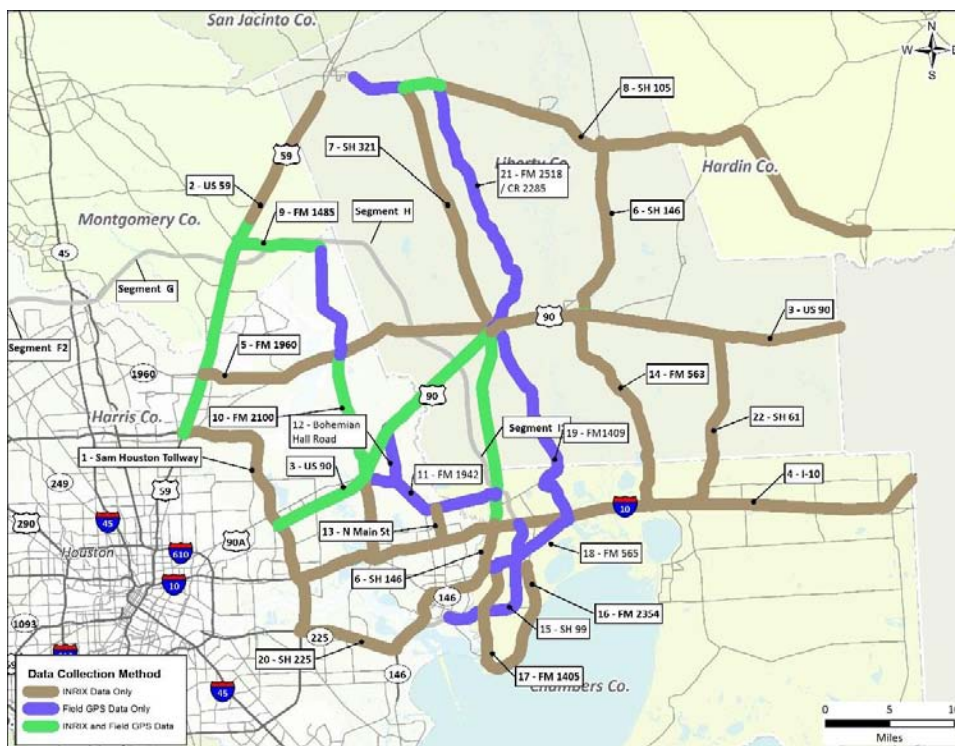 San Jacinto Co.
N
W
S
8 - SH 105
59
7 - SH 321
Liberty Co.
Hardin Co.
21 - FM 2518
/ CR 2285
2 - US 59
9 - FM 1485
Segment H
6 - SH 146
Montgomery Co.
45
Segment G
90
3 - US 90
Segment F2
5 - FM 1960
1960
14 - FM 563
90
10 - FM 2100
22 - SH 61
Harris Co.
12 - Bohemian
Hall Road
Segment I
19 - FM1409
1 - Sam Houston Tollway
3 - US 90
11 - FM 1942
4 - I-10
249
59
10
290
45
13 - N Main St
90A
Houston
610
18 - FM 565
6 - SH 146
10
146
16 - FM 2354
1093
15 - SH 99
225
20 - SH 225
146
17 - FM 1405
Chambers Co.
45
Data Collection Method
INRIX Data Only
Field GPS Data Only
INRIX and Field GPS Data
0 5 10
Miles